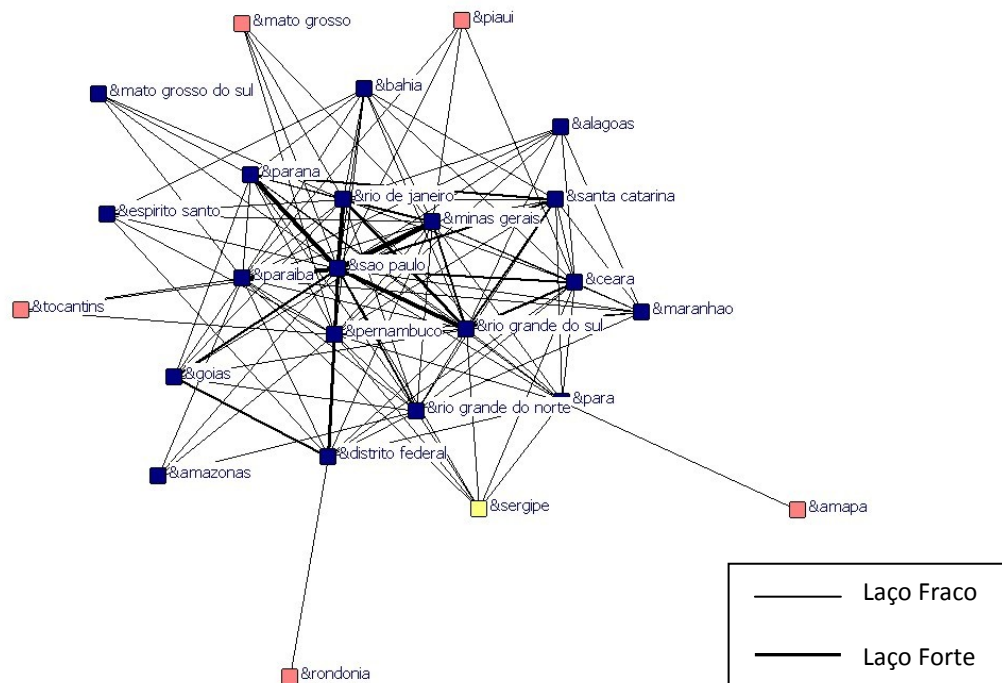 &mato grosso
&piaui
&mato grosso do sul
&bahia
&alagoas
&parana
&rio de janeiro
&santa catarina
&espirito santo
&minas gerais
&sao paulo
&paraiba
&ceara
&tocantins
&maranhao
&pernambuco
&rio grande do sul
&goias
&para
&rio grande do norte
&distrito federal
&amazonas
&sergipe
&amapa
Laço Fraco
Laço Forte
&rondonia